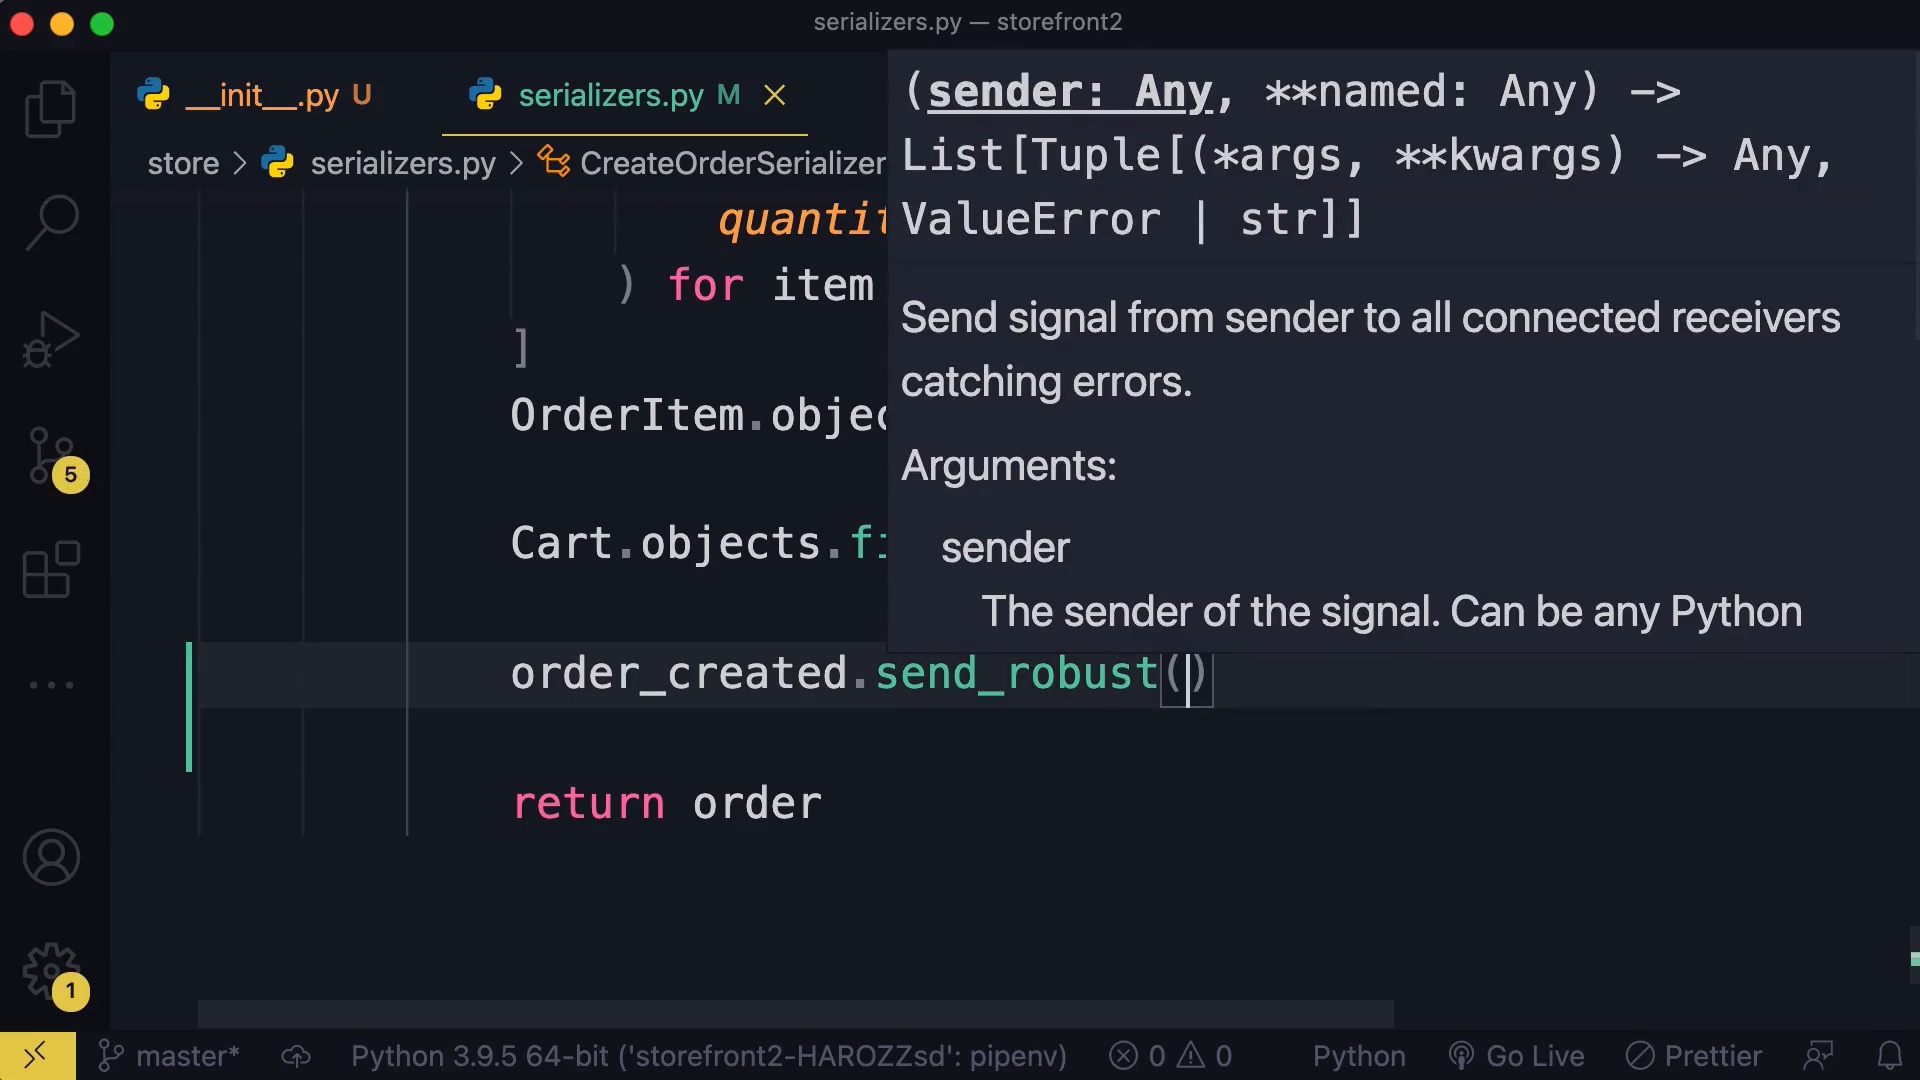 serializers.py — storefront2
__init__.py U
serializers.py M
store > serializers.py > CreateOrderSerializer
(sender: Any, **named: Any) ->
List[Tuple[(*args, **kwargs) -> Any,
ValueError | str]]
Send signal from sender to all connected receivers
catching errors.
Arguments:
sender
The sender of the signal. Can be any Python
quantit
) for item
]
OrderItem.objec
Cart.objects.fi
order_created.send_robust()
return order
5
1
master* Python 3.9.5 64-bit ('storefront2-HAROZZsd': pipenv) 0 0 Python Go Live Prettier